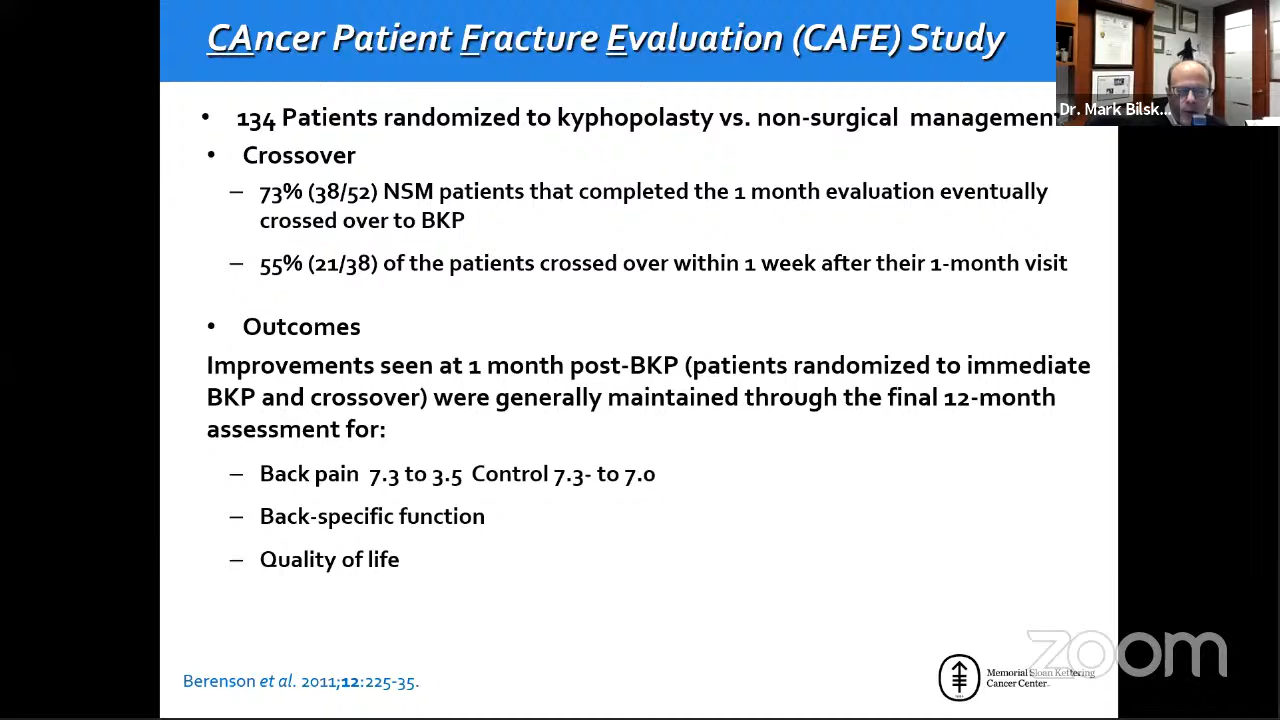 CAncer Patient Fracture Evaluation (CAFE) Study
Dr. Mark Bilsk...
• 134 Patients randomized to kyphopolasty vs. non-surgical management
• Crossover
– 73% (38/52) NSM patients that completed the 1 month evaluation eventually
crossed over to BKP
– 55% (21/38) of the patients crossed over within 1 week after their 1-month visit
• Outcomes
Improvements seen at 1 month post-BKP (patients randomized to immediate
BKP and crossover) were generally maintained through the final 12-month
assessment for:
– Back pain 7.3 to 3.5 Control 7.3- to 7.0
– Back-specific function
– Quality of life
zoom
Berenson et al. 2011;12:225-35.
Memorial Sloan Kettering
Cancer Center